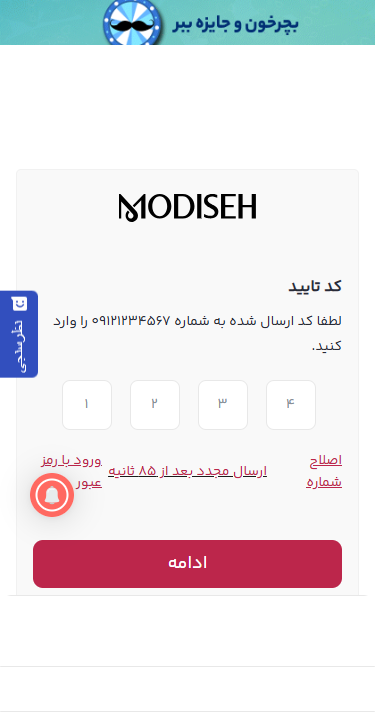 بچرخون و جایزه ببر
MODISEH
کد تایید
لطفا کد ارسال شده به شماره ۰۹۱۲۱۲۳۴۵۶۷ را وارد
کنید.
۱ ۲ ۳ ۴
اصلاح
شماره
ارسال مجدد بعد از ۸۵ ثانیه
ورود با رمز
عبور
ادامه
نظرسنجی